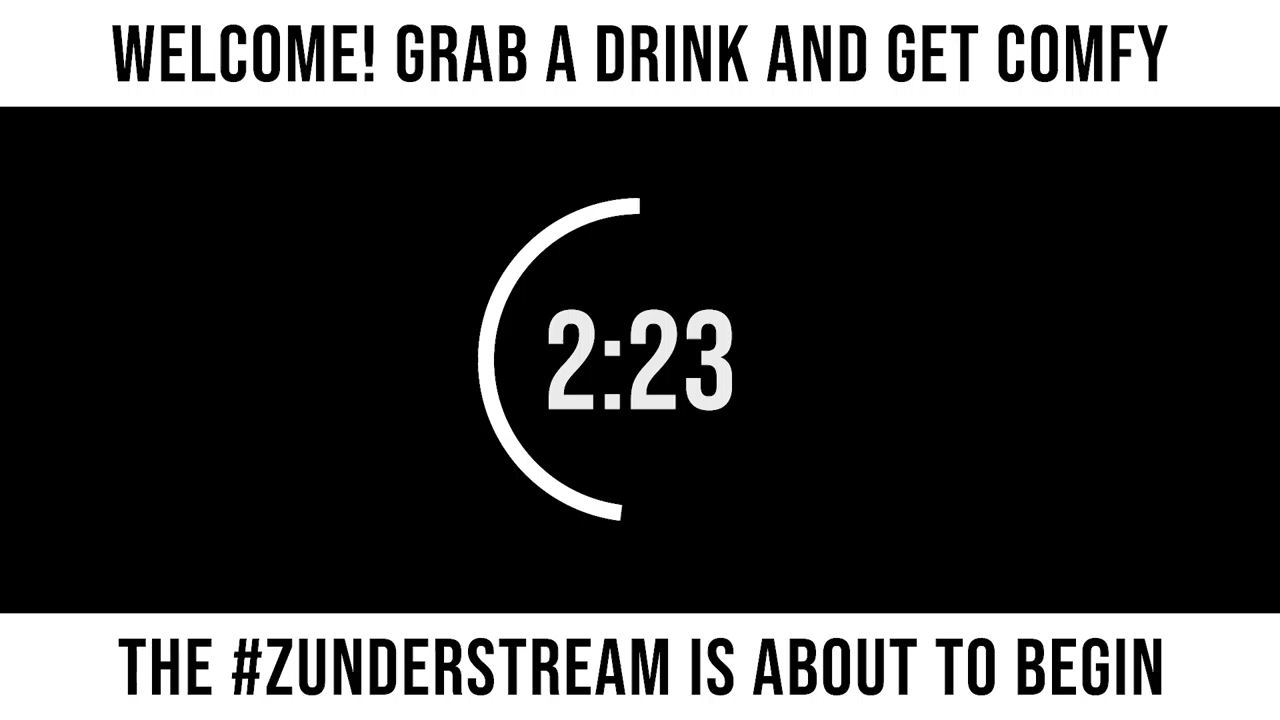 WELCOME! GRAB A DRINK AND GET COMFY
2:23
THE #ZUNDERSTREAM IS ABOUT TO BEGIN